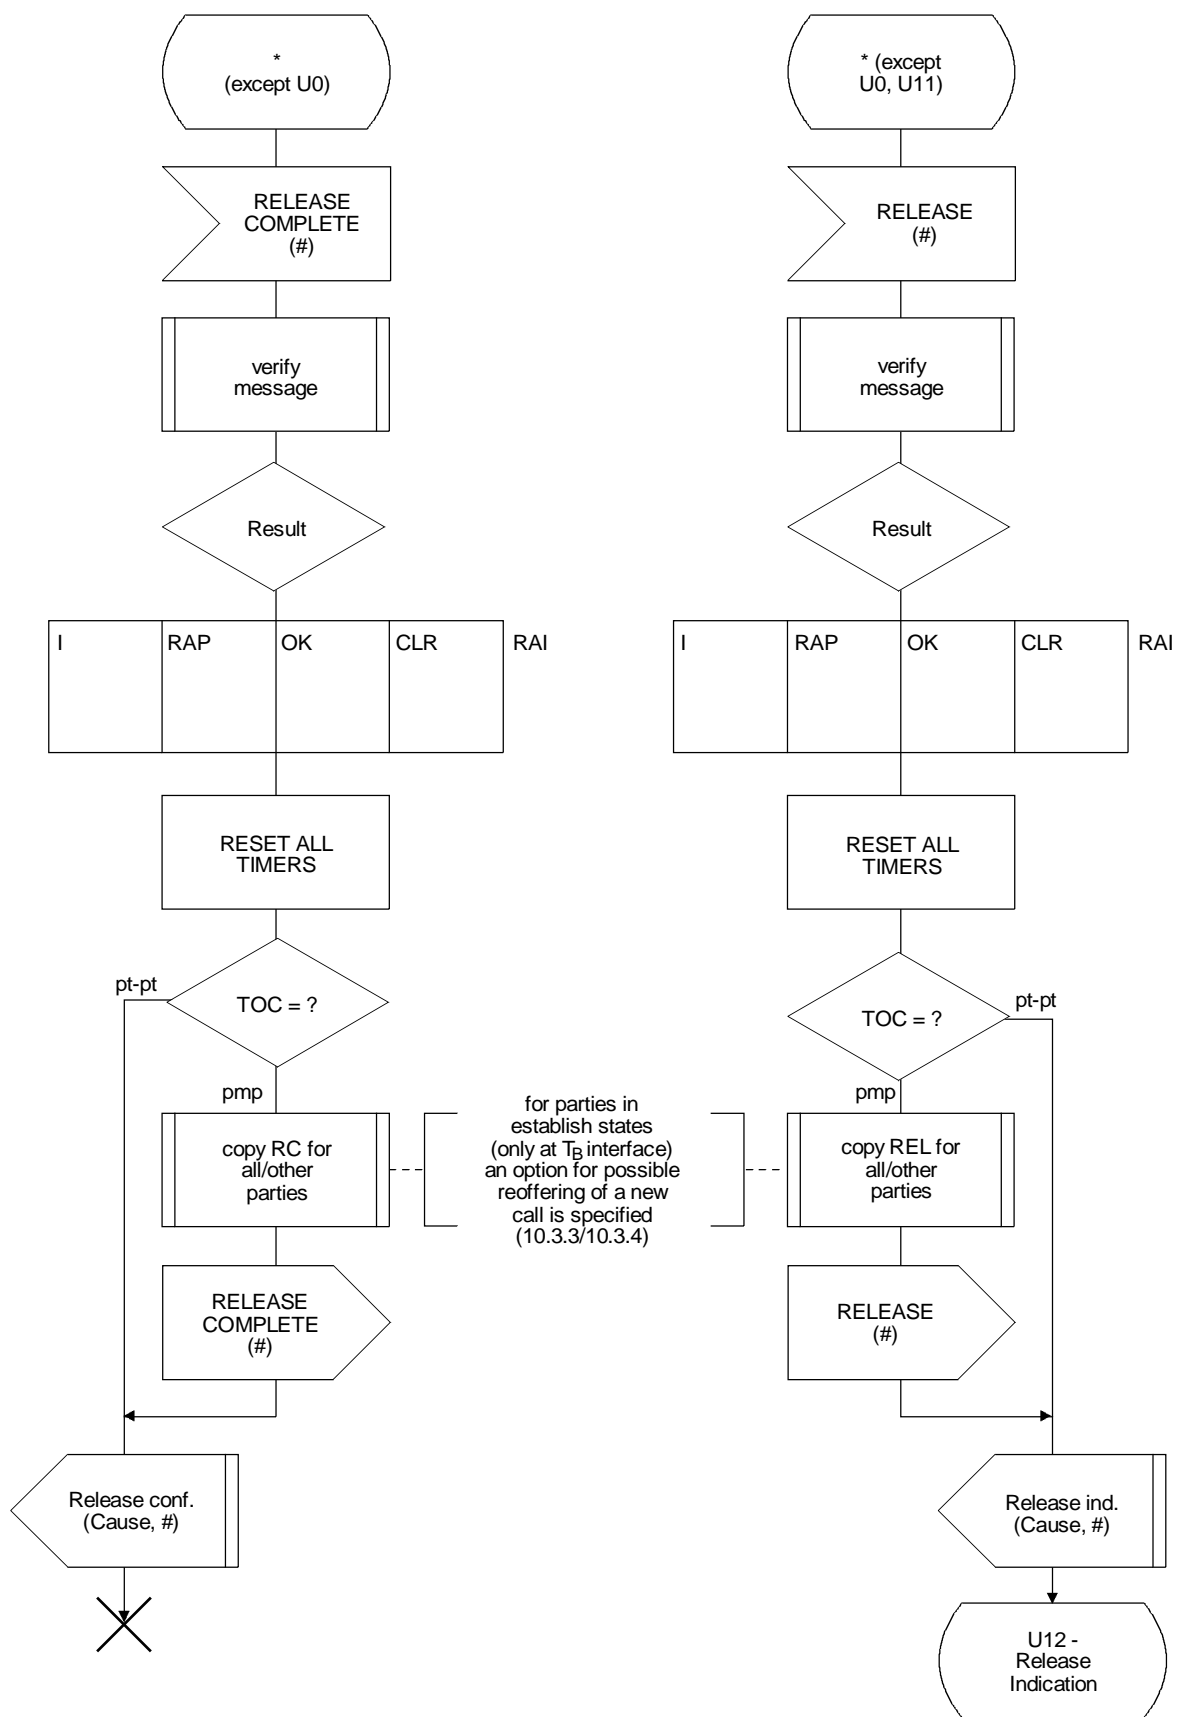 *
(except U0)
RELEASE
COMPLETE
(#)
verify
message
Result
I
RAP
OK
CLR
RAI
RESET ALL
TIMERS
pt-pt
TOC = ?
pmp
copy RC for
all/other
parties
RELEASE
COMPLETE
(#)
Release conf.
(Cause, #)
for parties in
establish states
(only at TB interface)
an option for possible
reoffering of a new
call is specified
(10.3.3/10.3.4)
* (except
U0, U11)
RELEASE
(#)
verify
message
Result
I
RAP
OK
CLR
RAI
RESET ALL
TIMERS
TOC = ?
pt-pt
pmp
copy REL for
all/other
parties
RELEASE
(#)
Release ind.
(Cause, #)
U12 -
Release
Indication